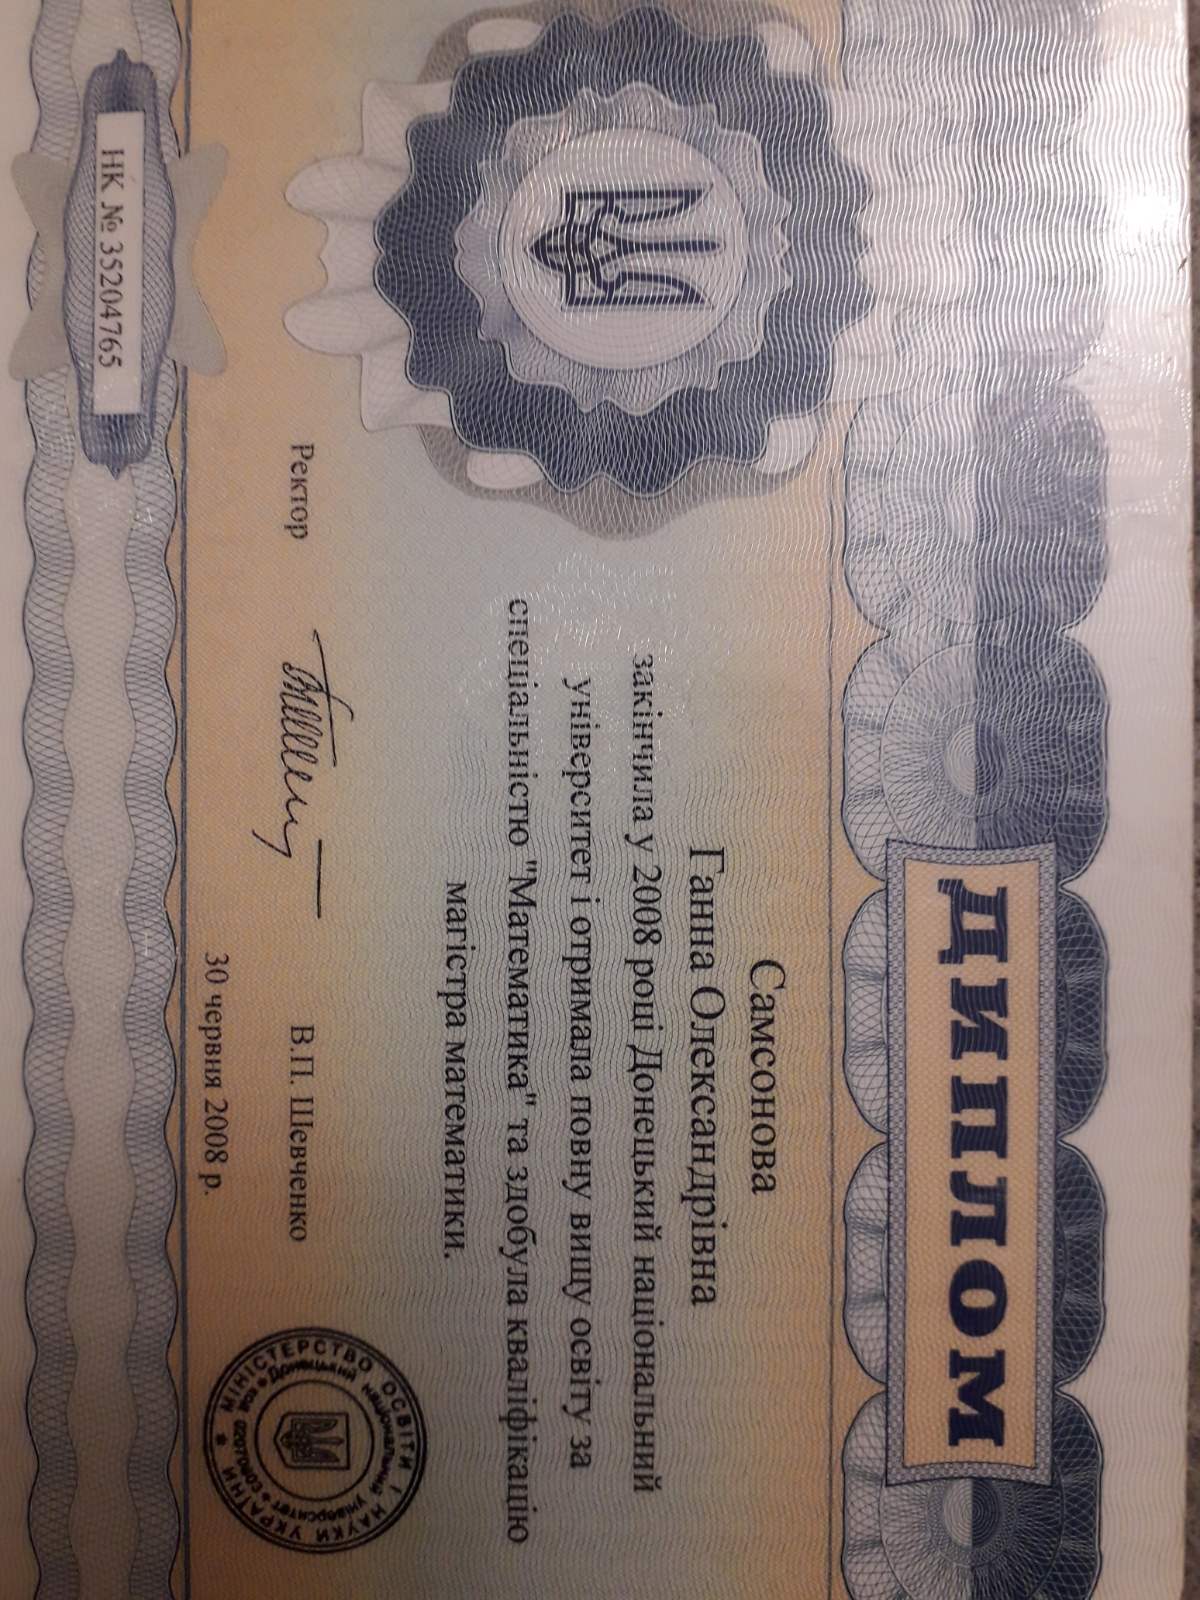 ДИПЛОМ
Самсонова
Ганна Олександрівна
закінчила у 2008 році Донецький національний
університет і отримала повну вищу освіту за
спеціальністю "Математика" та здобула кваліфікацію
магістра математики.
Ректор
В.П. Шевченко
30 червня 2008 р.
НК № 35204765
МІНІСТЕРСТВО ОСВІТИ І НАУКИ УКРАЇНИ
Донецький національний університет